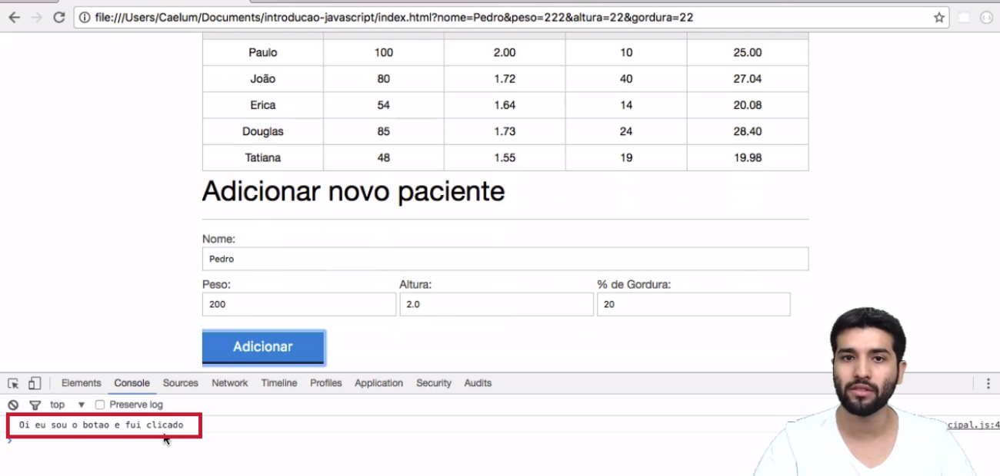 file:///Users/Caelum/Documents/introducao-javascript/index.html?nome=Pedro&peso=222&altura=22&gordura=22
Paulo 100 2.00 10 25.00
João 80 1.72 40 27.04
Erica 54 1.64 14 20.08
Douglas 85 1.73 24 28.40
Tatiana 48 1.55 19 19.98
Adicionar novo paciente
Nome:
Pedro
Peso: Altura: % de Gordura:
200 2.0 20
Adicionar
Elements Console Sources Network Timeline Profiles Application Security Audits
top Preserve log
Oi eu sou o botao e fui clicado cipal.js:4